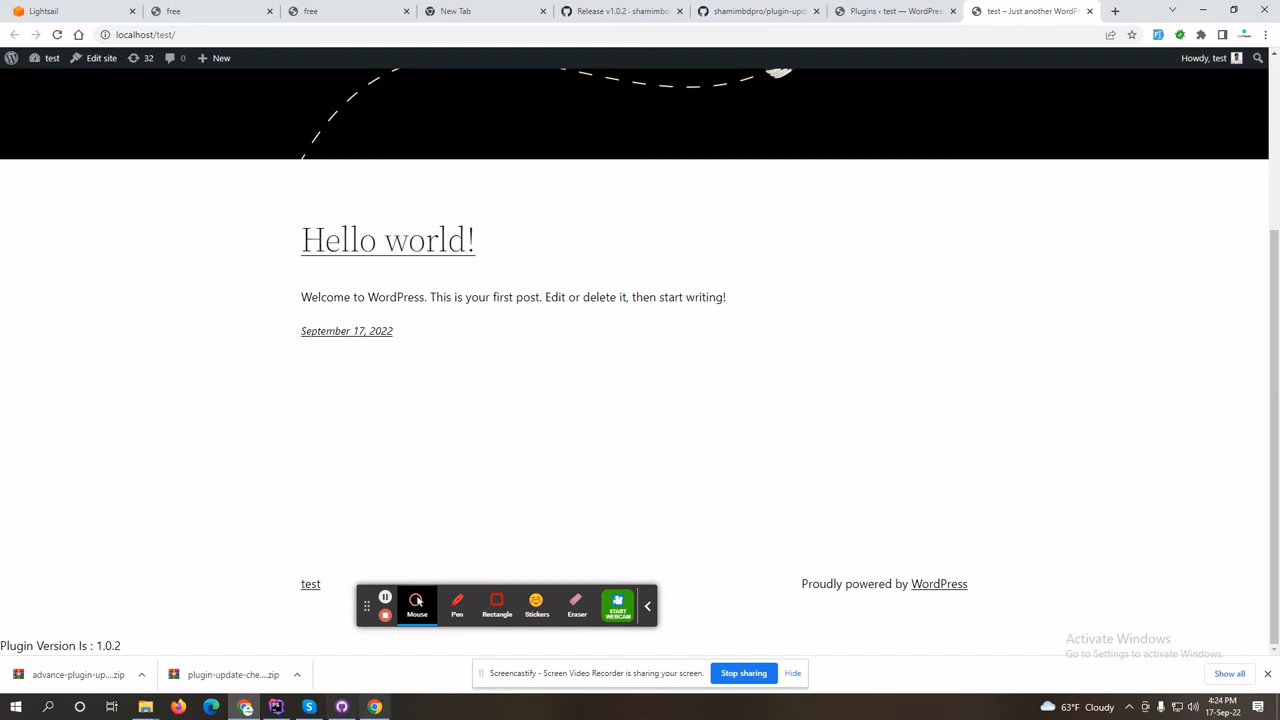 Lightsail
free
free
New Tab
Release v1.0.2 · shamimbdpro
shamimbdpro/plugin-upd
Plugins ‹ test — WordPress
test – Just another WordPress
localhost/test/
test
Edit site
32
0
New
Howdy, test
Hello world!
Welcome to WordPress. This is your first post. Edit or delete it, then start writing!
September 17, 2022
test
Proudly powered by WordPress
Mouse
Pen
Rectangle
Stickers
Eraser
START WEBCAM
Plugin Version Is : 1.0.2
Activate Windows
Go to Settings to activate Windows.
advance-plugin-up....zip
plugin-update-che....zip
Screencastify - Screen Video Recorder is sharing your screen.
Stop sharing
Hide
Show all
63°F Cloudy
4:24 PM
17-Sep-22